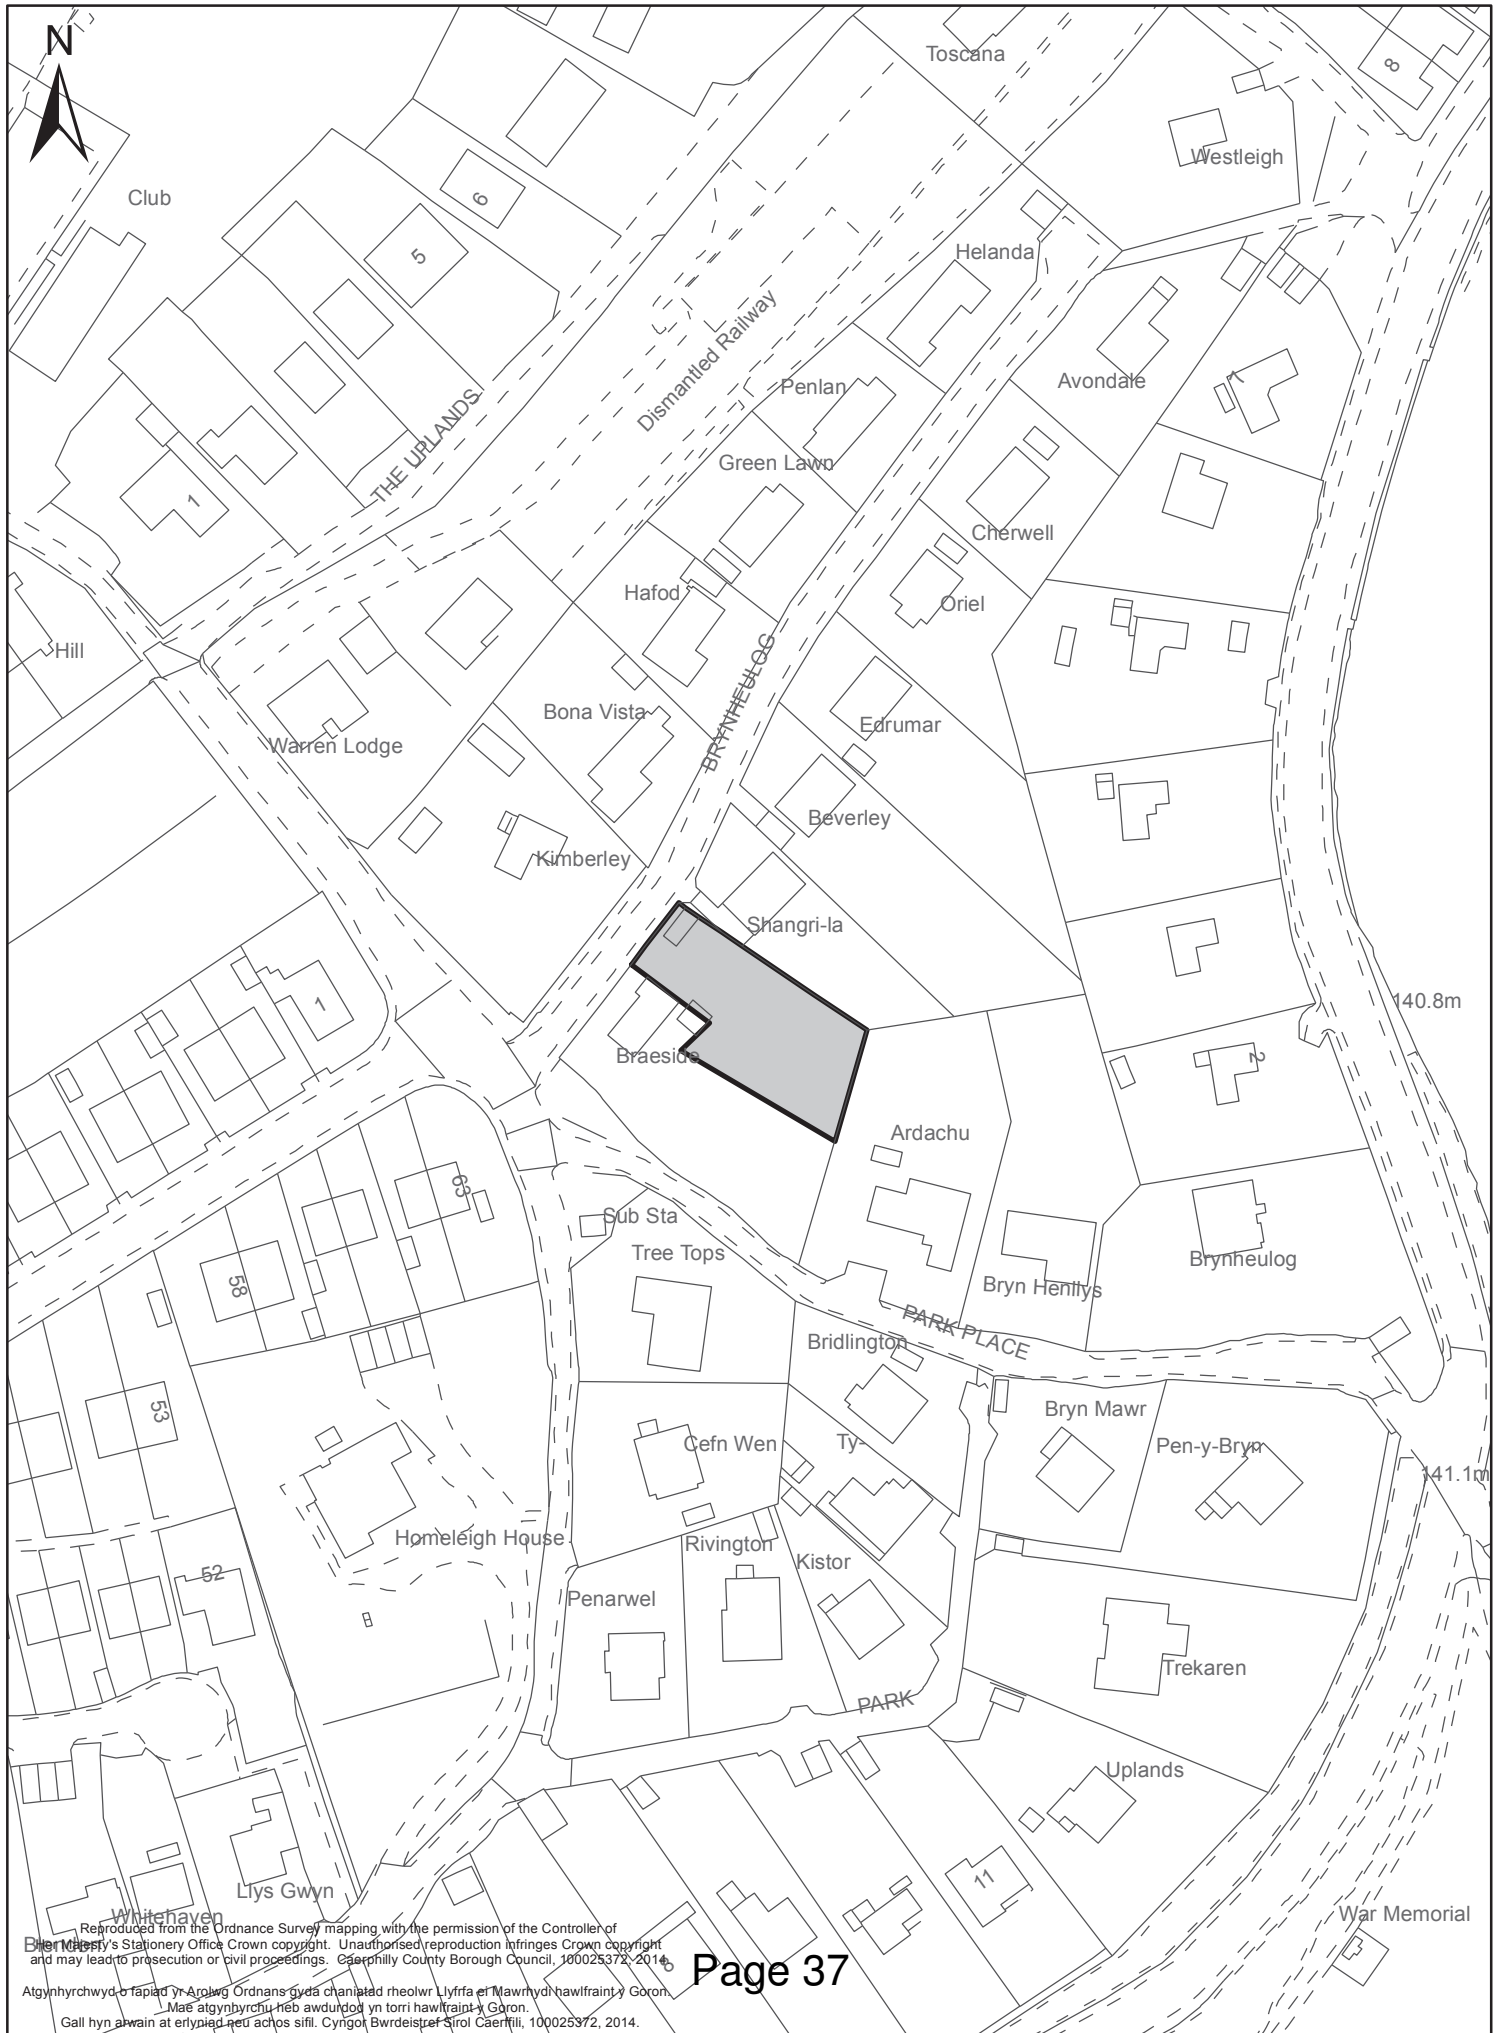 N
Toscana
8
Westleigh
Club
6
5
Helanda
Dismantled Railway
Penlan
Avondale
1
THE UPLANDS
Green Lawn
1
Cherwell
Hafod
Oriel
Hill
BRYNHEULOG
Bona Vista
Edrumar
Warren Lodge
Beverley
Kimberley
Shangri-la
1
140.8m
Braeside
2
Ardachu
63
Sub Sta
Tree Tops
Brynheulog
58
Bryn Henllys
PARK PLACE
Bridlington
53
Bryn Mawr
Cefn Wen
Ty-
Pen-y-Bryn
141.1m
Homeleigh House
Rivington
Kistor
52
Penarwel
Trekaren
PARK
Uplands
11
Llys Gwyn
Whitehaven
War Memorial
8
Reproduced from the Ordnance Survey mapping with the permission of the Controller of
Her Majesty's Stationery Office Crown copyright. Unauthorised reproduction infringes Crown copyright
and may lead to prosecution or civil proceedings. Caerphilly County Borough Council, 100025372, 2014.
Page 37
Atgynhyrchwyd o fapiad yr Arolwg Ordnans gyda chaniatad rheolwr Llyfrfa ei Mawrhydi hawlfraint y Goron.
Mae atgynhyrchu heb awdurdod yn torri hawlfraint y Goron.
Gall hyn arwain at erlyniad neu achos sifil. Cyngor Bwrdeistref Sirol Caerffili, 100025372, 2014.